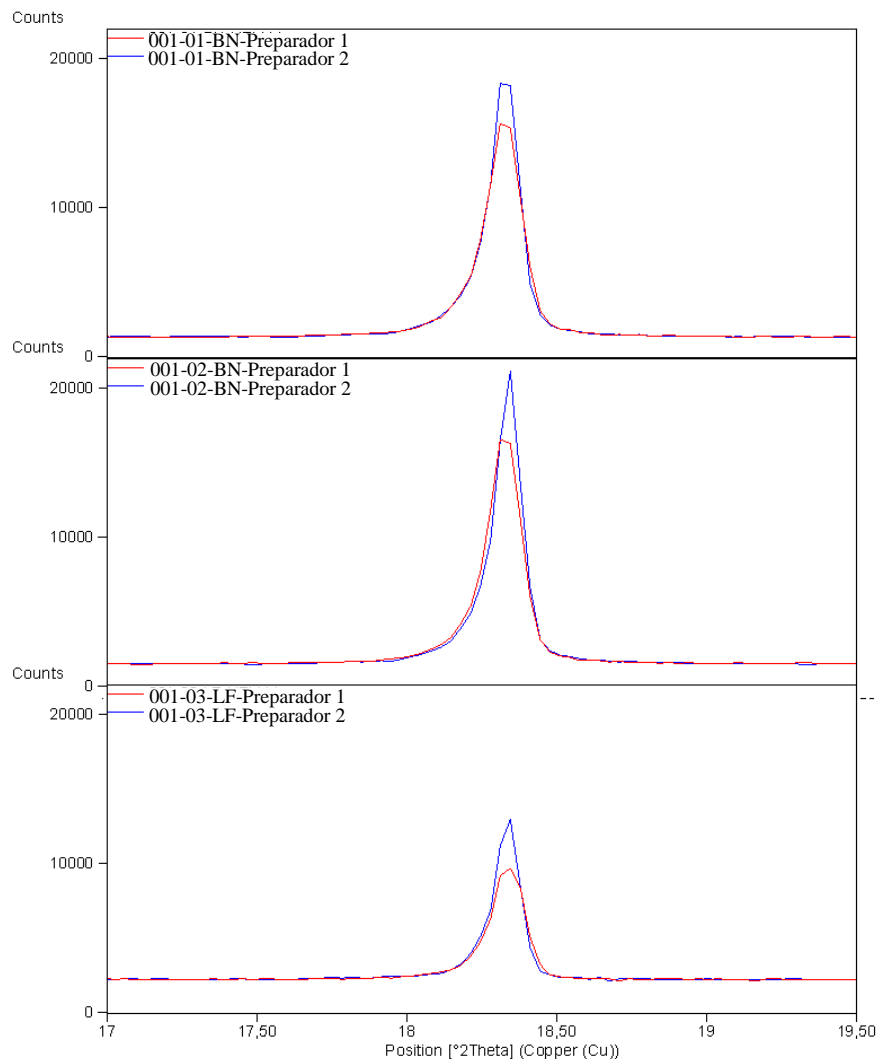 Counts
20000
10000
0
001-01-BN-Preparador 1
001-01-BN-Preparador 2
Counts
20000
10000
0
001-02-BN-Preparador 1
001-02-BN-Preparador 2
Counts
20000
10000
0
001-03-LF-Preparador 1
001-03-LF-Preparador 2
17 17,50 18 18,50 19 19,50
Position [°2Theta] (Copper (Cu))